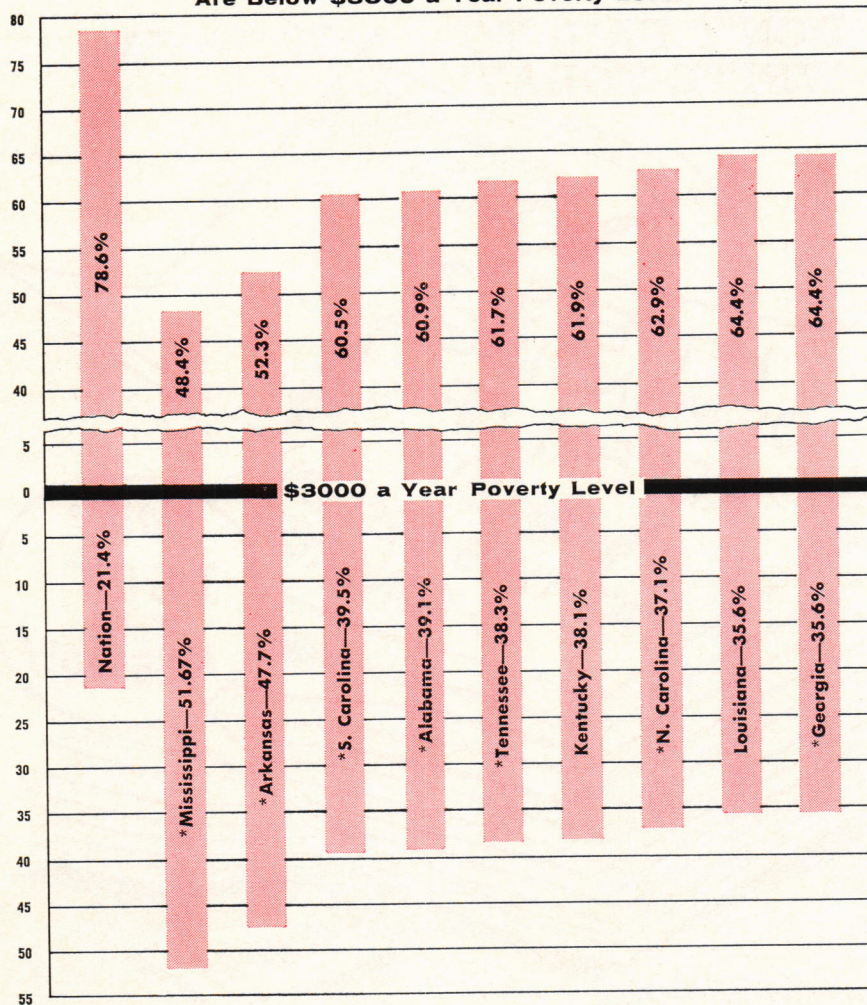 Are Below $3000 a Year Poverty Level
80
75
70
65
60
55
50
45
40
5
0
5
10
15
20
25
30
35
40
45
50
55
78.6%
48.4%
52.3%
60.5%
60.9%
61.7%
61.9%
62.9%
64.4%
64.4%
$3000 a Year Poverty Level
Nation—21.4%
*Mississippi—51.67%
*Arkansas—47.7%
*S. Carolina—39.5%
*Alabama—39.1%
*Tennessee—38.3%
Kentucky—38.1%
*N. Carolina—37.1%
Louisiana—35.6%
*Georgia—35.6%